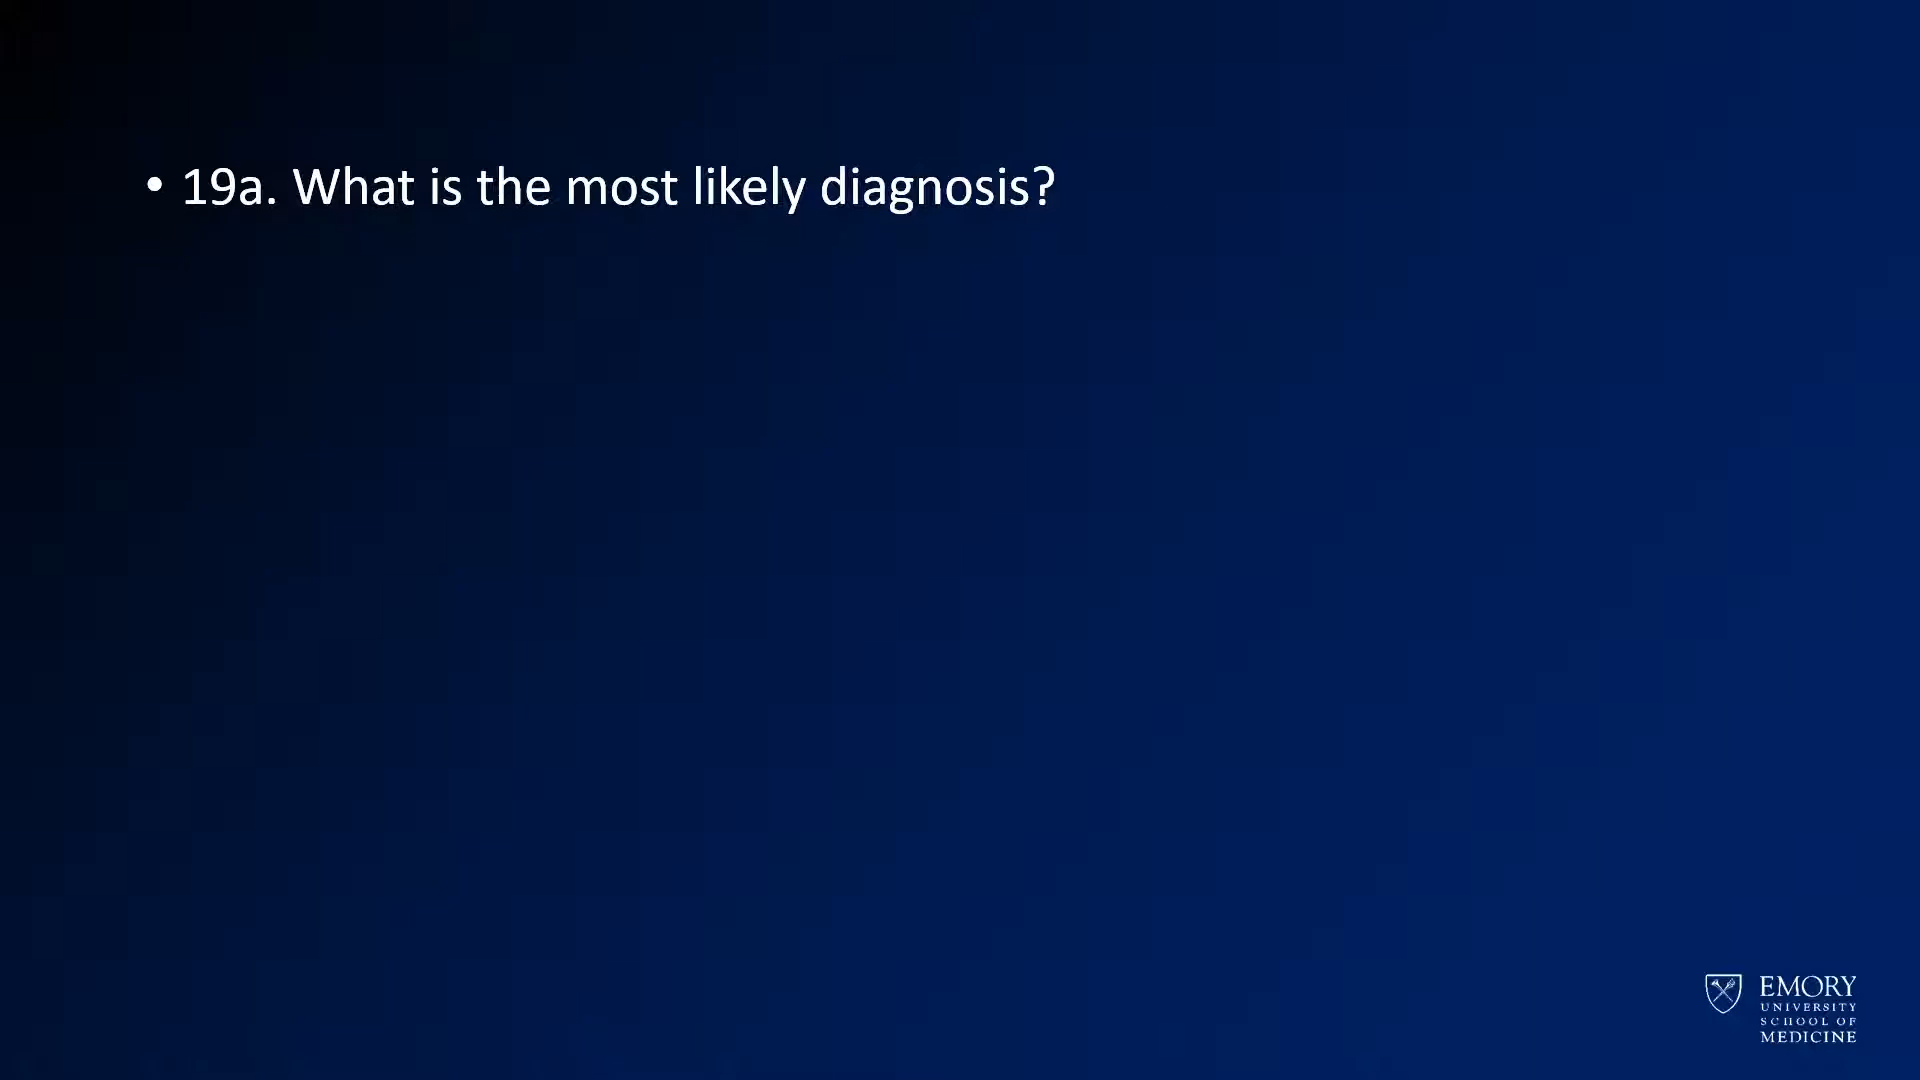 • 19a. What is the most likely diagnosis?
EMORY
UNIVERSITY
SCHOOL OF
MEDICINE